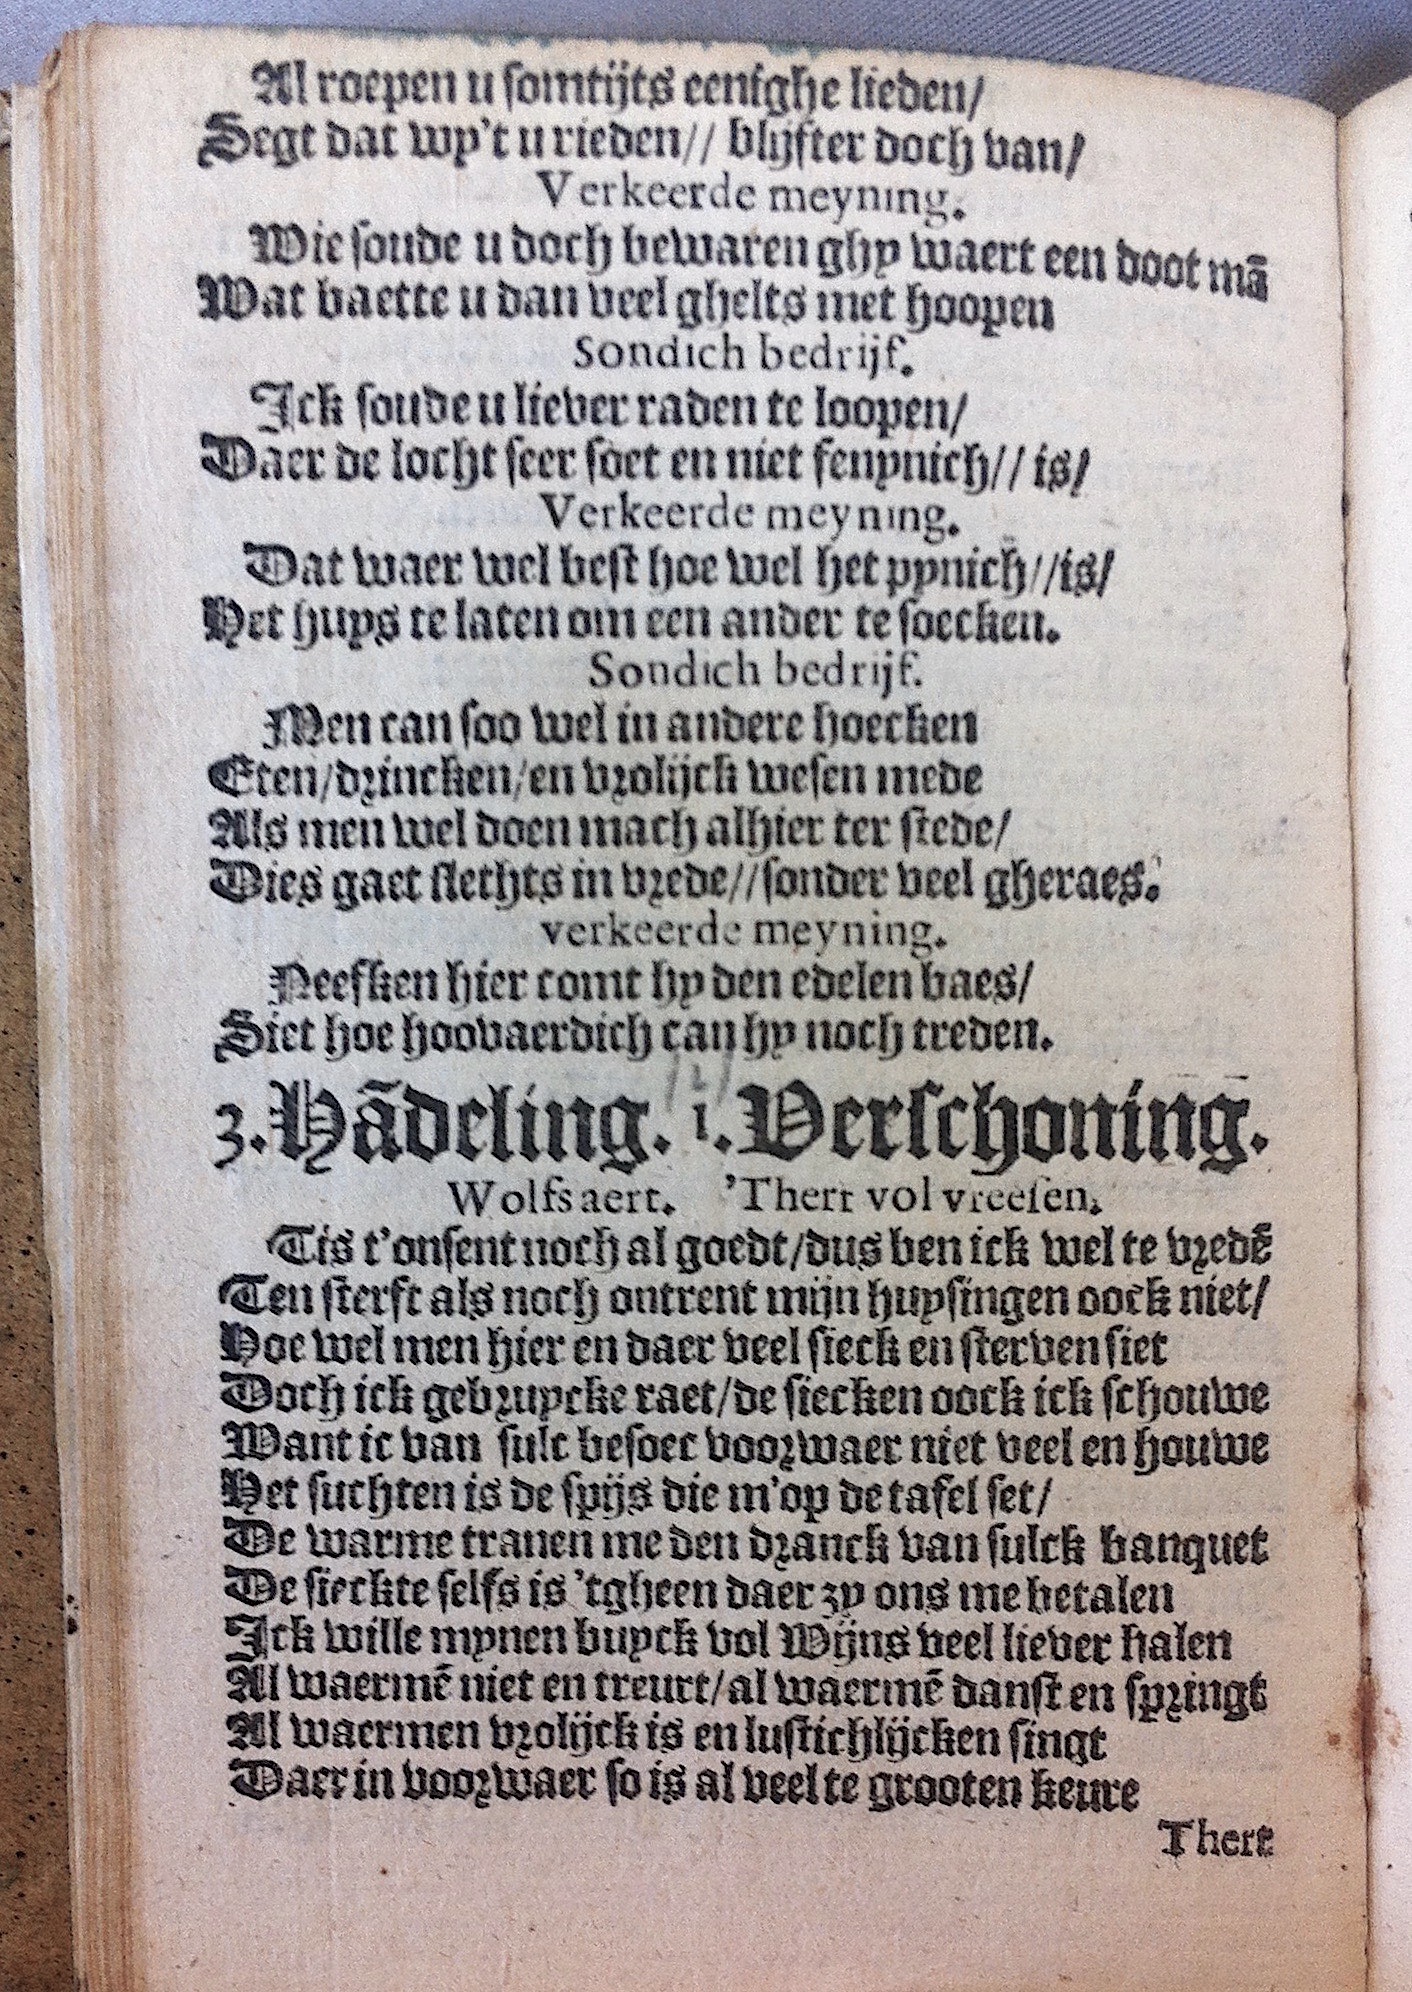 Al roepen u somtijts eenighe lieden/
Segt dat wy't u rieden// blijfter doch van/
Verkeerde meyning.
Wie soude u doch bewaren ghy waert een doot mā
Wat baette u dan veel ghelts met hoopen
Sondich bedrijf.
Ick soude u liever raden te loopen/
Daer de locht seer soet en niet fenynich// is/
Verkeerde meyning.
Dat waer wel best hoe wel het pynich//is/
Het huys te laten om een ander te soecken.
Sondich bedrijf.
Men can soo wel in andere hoecken
Eten/drincken/en vrolijck wesen mede
Als men wel doen mach alhier ter stede/
Dies gaet slechts in vrede//sonder veel gheraes.
verkeerde meyning.
Neefken hier comt hy den edelen baes/
Siet hoe hoovaerdich can hy noch treden.
3. Hādeling. 1. Verschoning.
Wolfs aert. 'Thert vol vreesen.
Tis t'onsent noch al goedt/dus ben ick wel te vredē
Ten sterft als noch ontrent mijn huysingen oock niet/
Hoe wel men hier en daer veel sieck en sterven siet
Doch ick gebruycke raet/de siecken oock ick schouwe
Want ic van sulc besoec voorwaer niet veel en houwe
Het suchten is de spijs die m'op de tafel set/
De warme tranen me den dranck van sulck banquet
De sieckte selfs is 'tgheen daer zy ons me betalen
Ick wille mynen buyck vol Wijns veel liever halen
Al waermē niet en treurt/al waermē danst en springt
Al waermen vrolijck is en lustichlijcken singt
Daer in voorwaer so is al veel te grooten keure
Thert